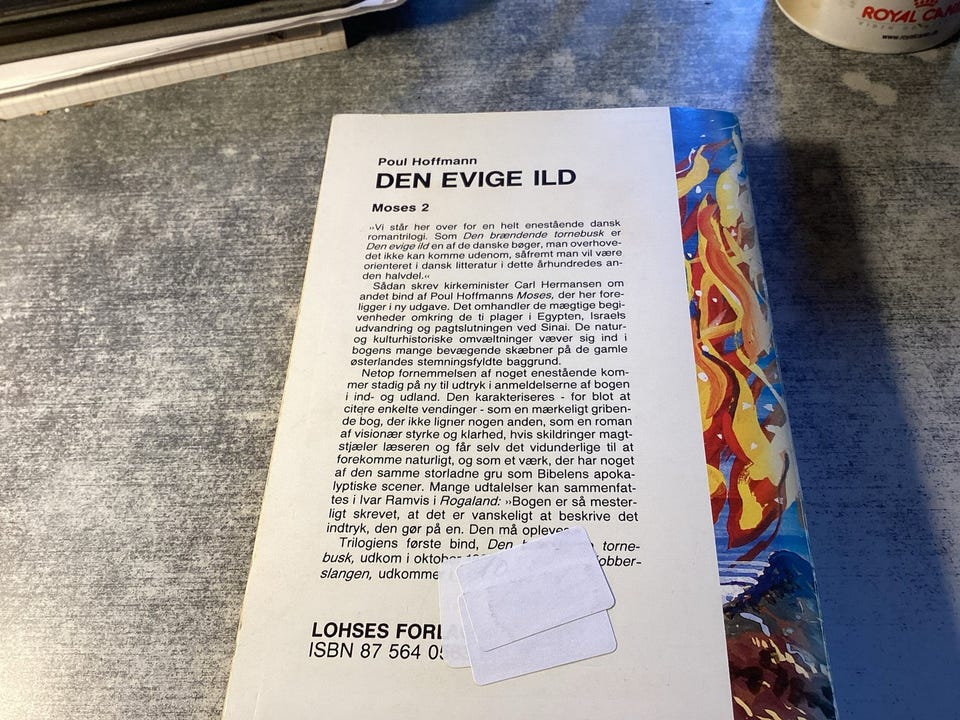 ROYAL CA
www.royalcan
Poul Hoffmann
DEN EVIGE ILD
Moses 2
»Vi står her over for en helt enestående dansk
romantrilogi. Som Den brændende tornebusk er
Den evige ild en af de danske bøger, man overhove-
det ikke kan komme udenom, såfremt man vil være
orienteret i dansk litteratur i dette århundredes an-
den halvdel.«
Sådan skrev kirkeminister Carl Hermansen om
andet bind af Poul Hoffmanns Moses, der her fore-
ligger i ny udgave. Det omhandler de mægtige begi-
venheder omkring de ti plager i Egypten, Israels
udvandring og pagtslutningen ved Sinai. De natur-
og kulturhistoriske omvæltninger væver sig ind i
bogens mange bevægende skæbner på de gamle
østerlandes stemningsfyldte baggrund.
Netop fornemmelsen af noget enestående kom-
mer stadig på ny til udtryk i anmeldelserne af bogen
i ind- og udland. Den karakteriseres - for blot at
citere enkelte vendinger - som en mærkeligt griben-
de bog, der ikke ligner nogen anden, som en roman
af visionær styrke og klarhed, hvis skildringer magt-
stjæler læseren og får selv det vidunderlige til at
forekomme naturligt, og som et værk, der har noget
af den samme storladne gru som Bibelens apoka-
lyptiske scener. Mange udtalelser kan sammenfat-
tes i Ivar Ramvis i Rogaland: »Bogen er så mester-
ligt skrevet, at det er vanskeligt at beskrive det
indtryk, den gør på en. Den må opleve
Trilogiens første bind, Den torne-
busk, udkom i oktober obber-
slangen, udkomme
LOHSES FORL
ISBN 87 564 05